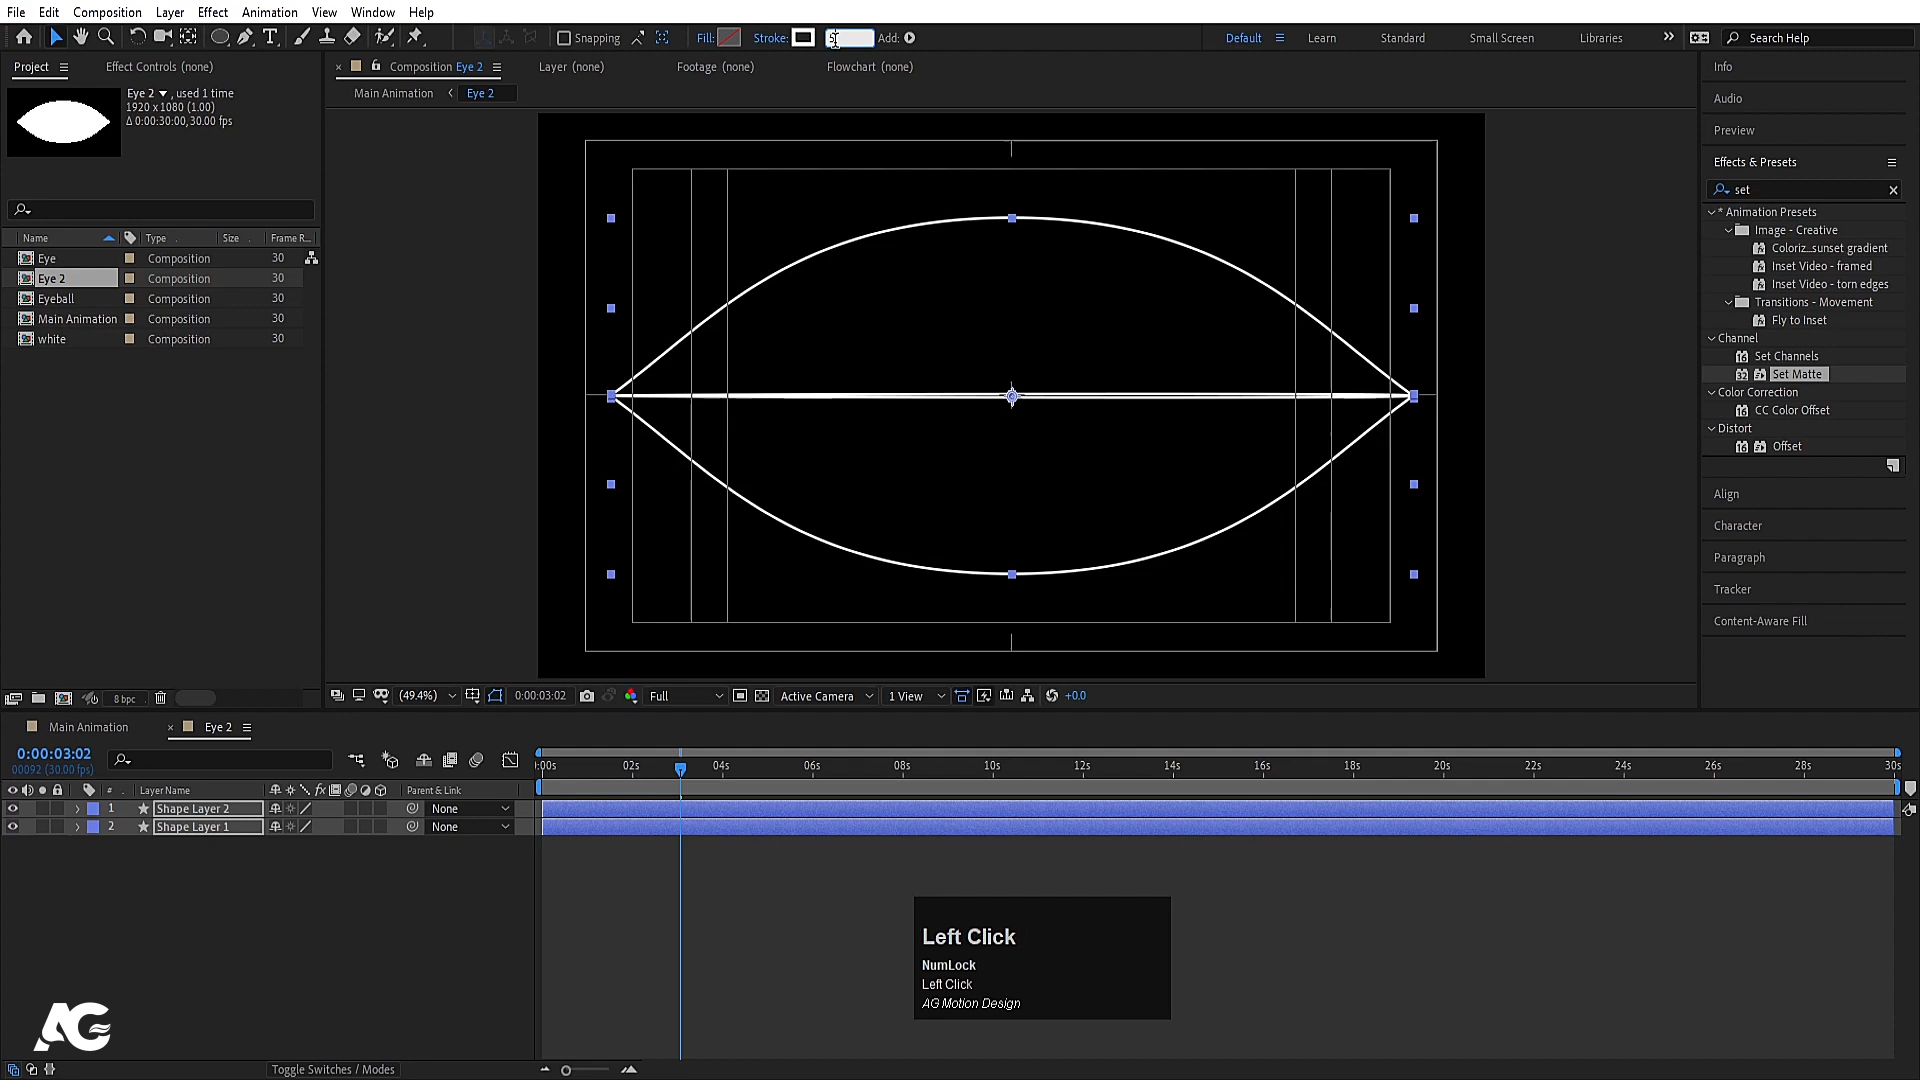 File Edit Composition Layer Effect Animation View Window Help
Snapping Fill: Stroke: Add: Default Learn Standard Small Screen Libraries Search Help
Project Effect Controls (none) Composition Eye 2 Layer (none) Footage (none) Flowchart (none) Info
Eye 2 , used 1 time
1920 x 1080 (1.00)
Δ 0:00:30:00, 30.00 fps
Main Animation Eye 2
Audio
Preview
Effects & Presets
set
Name Type Size Frame R...
Eye Composition 30
Eye 2 Composition 30
Eyeball Composition 30
Main Animation Composition 30
white Composition 30
* Animation Presets
Image - Creative
Coloriz...sunset gradient
Inset Video - framed
Inset Video - torn edges
Transitions - Movement
Fly to Inset
Channel
Set Channels
32 Set Matte
Color Correction
CC Color Offset
Distort
16 Offset
Align
Character
Paragraph
Tracker
Content-Aware Fill
8 bpc (49.4%) 0:00:03:02 Full Active Camera 1 View +0.0
Main Animation Eye 2
0:00:03:02
00092 (30.00 fps)
:00s 02s 04s 06s 08s 10s 12s 14s 16s 18s 20s 22s 24s 26s 28s 30s
# Layer Name fx Parent & Link
1 Shape Layer 2 None
2 Shape Layer 1 None
Left Click
NumLock
Left Click
AG Motion Design
AG
Toggle Switches / Modes